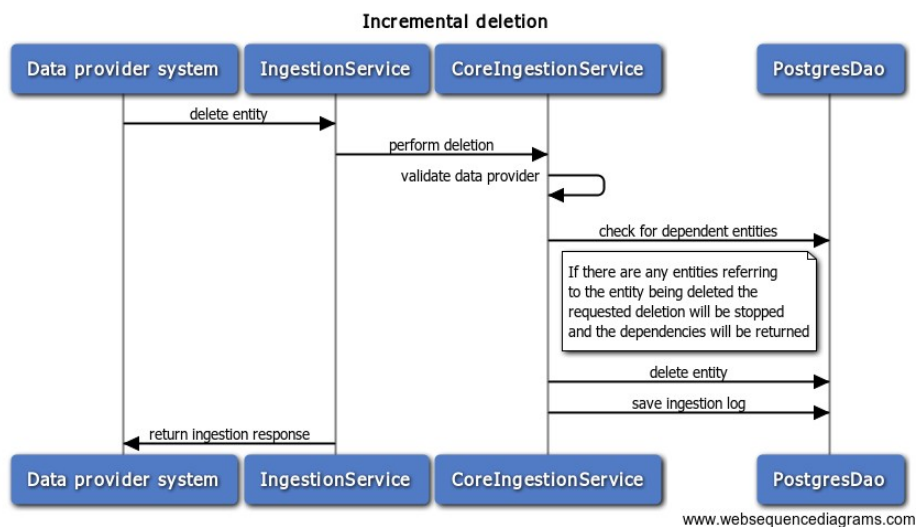 Incremental deletion
Data provider system IngestionService CoreIngestionService PostgresDao
delete entity
perform deletion
validate data provider
check for dependent entities
If there are any entities referring
to the entity being deleted the
requested deletion will be stopped
and the dependencies will be returned
delete entity
save ingestion log
return ingestion response
Data provider system IngestionService CoreIngestionService PostgresDao
www.websequencediagrams.com